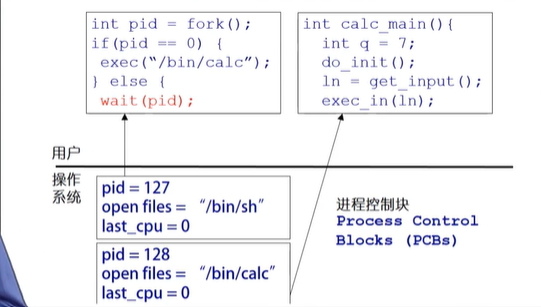 int pid = fork();
if(pid == 0) {
exec(“/bin/calc”);
} else {
wait(pid);
int calc_main(){
int q = 7;
do_init();
ln = get_input();
exec_in(ln);
用户
操作
系统
pid = 127
open files = “/bin/sh”
last_cpu = 0
pid = 128
open files = “/bin/calc”
last_cpu = 0
进程控制块
Process Control
Blocks (PCBs)